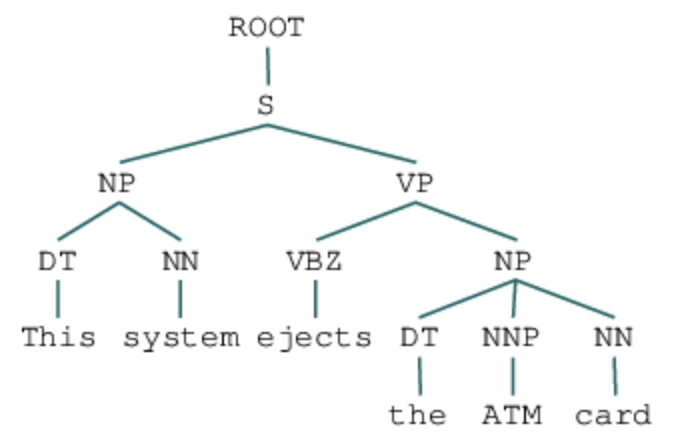 ROOT
S
NP VP
DT NN VBZ NP
This system ejects DT NNP NN
the ATM card